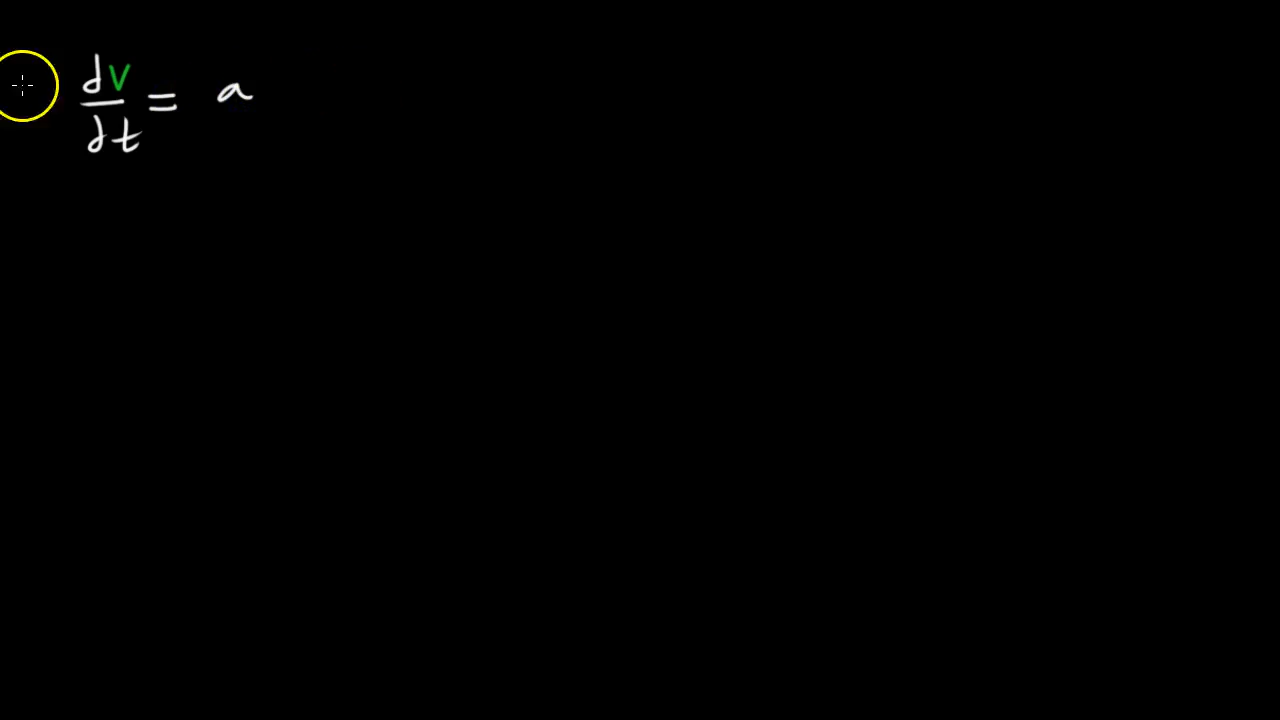 dv/dt = a